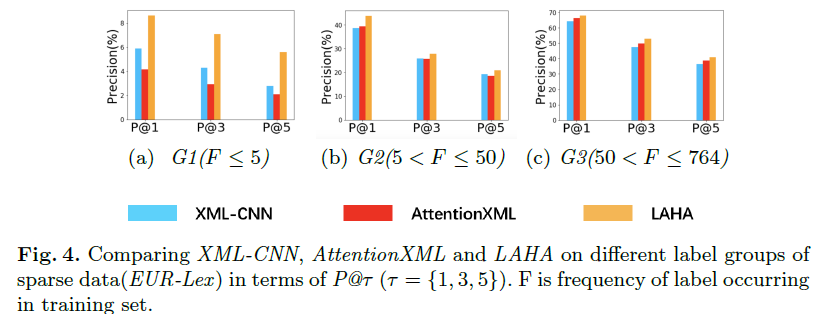 Precision(%)
8
6
4
2
0
P@1 P@3 P@5
(a) G1(F ≤ 5)
Precision(%)
40
30
20
10
0
P@1 P@3 P@5
(b) G2(5 < F ≤ 50)
Precision(%)
70
60
50
40
30
20
10
0
P@1 P@3 P@5
(c) G3(50 < F ≤ 764)
XML-CNN AttentionXML LAHA
Fig. 4. Comparing XML-CNN, AttentionXML and LAHA on different label groups of
sparse data(EUR-Lex) in terms of P@τ (τ = {1, 3, 5}). F is frequency of label occurring
in training set.